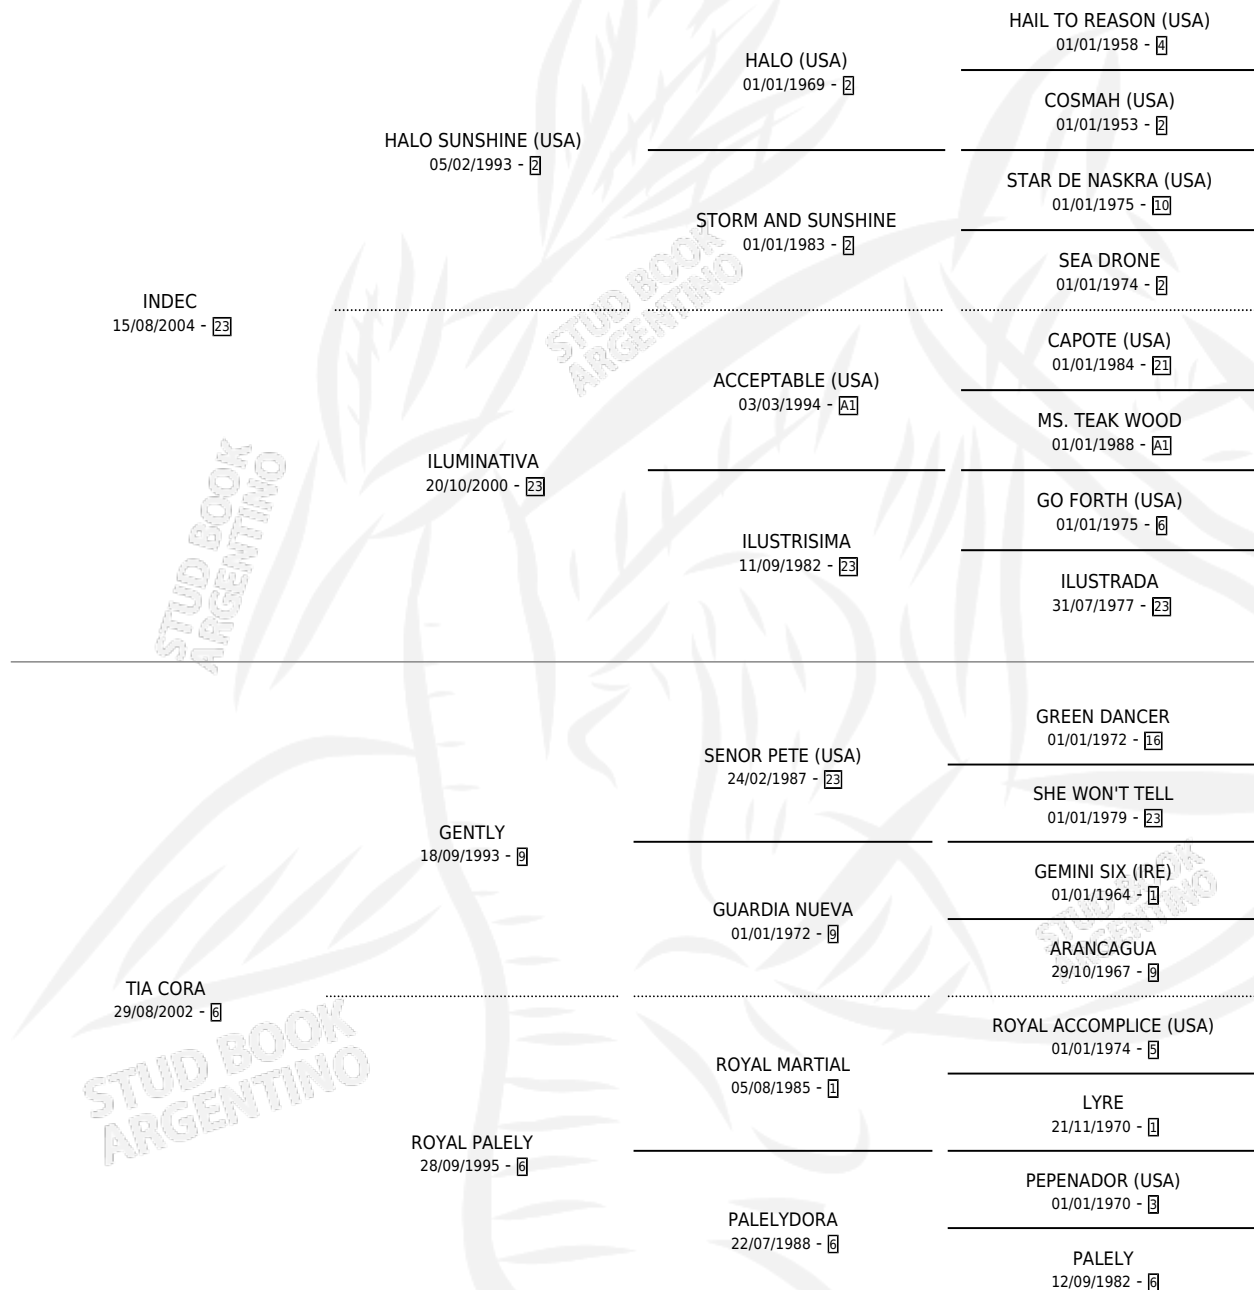 HAIL TO REASON (USA)
01/01/1958 - 4
HALO (USA)
01/01/1969 - 2
COSMAH (USA)
01/01/1953 - 2
HALO SUNSHINE (USA)
05/02/1993 - 2
STAR DE NASKRA (USA)
01/01/1975 - 10
STORM AND SUNSHINE
01/01/1983 - 2
SEA DRONE
01/01/1974 - 2
INDEC
15/08/2004 - 23
CAPOTE (USA)
01/01/1984 - 21
ACCEPTABLE (USA)
03/03/1994 - A1
MS. TEAK WOOD
01/01/1988 - A1
ILUMINATIVA
20/10/2000 - 23
GO FORTH (USA)
01/01/1975 - 6
ILUSTRISIMA
11/09/1982 - 23
ILUSTRADA
31/07/1977 - 23
GREEN DANCER
01/01/1972 - 16
SENOR PETE (USA)
24/02/1987 - 23
SHE WON'T TELL
01/01/1979 - 23
GENTLY
18/09/1993 - 9
GEMINI SIX (IRE)
01/01/1964 - 1
GUARDIA NUEVA
01/01/1972 - 9
ARANCAGUA
29/10/1967 - 9
TIA CORA
29/08/2002 - 6
ROYAL ACCOMPLICE (USA)
01/01/1974 - 5
ROYAL MARTIAL
05/08/1985 - 1
LYRE
21/11/1970 - 1
ROYAL PALELY
28/09/1995 - 6
PEPENADOR (USA)
01/01/1970 - 3
PALELYDORA
22/07/1988 - 6
PALELY
12/09/1982 - 6
STUD BOOK
ARGENTINO
STUD BOOK
ARGENTINO
STUD BOOK
ARGENTINO
STUD BOOK
ARGENTINO